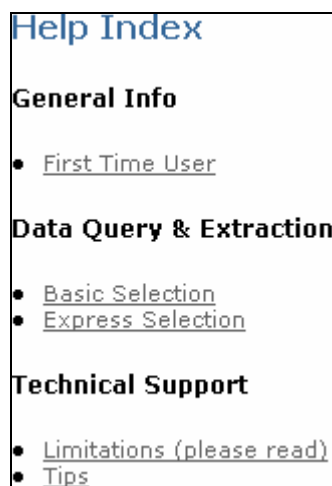 Help Index
General Info
• First Time User
Data Query & Extraction
• Basic Selection
• Express Selection
Technical Support
• Limitations (please read)
• Tips